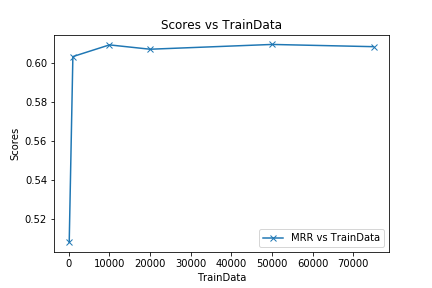 Scores vs TrainData
0.60
0.58
0.56
0.54
0.52
Scores
MRR vs TrainData
0 10000 20000 30000 40000 50000 60000 70000
TrainData